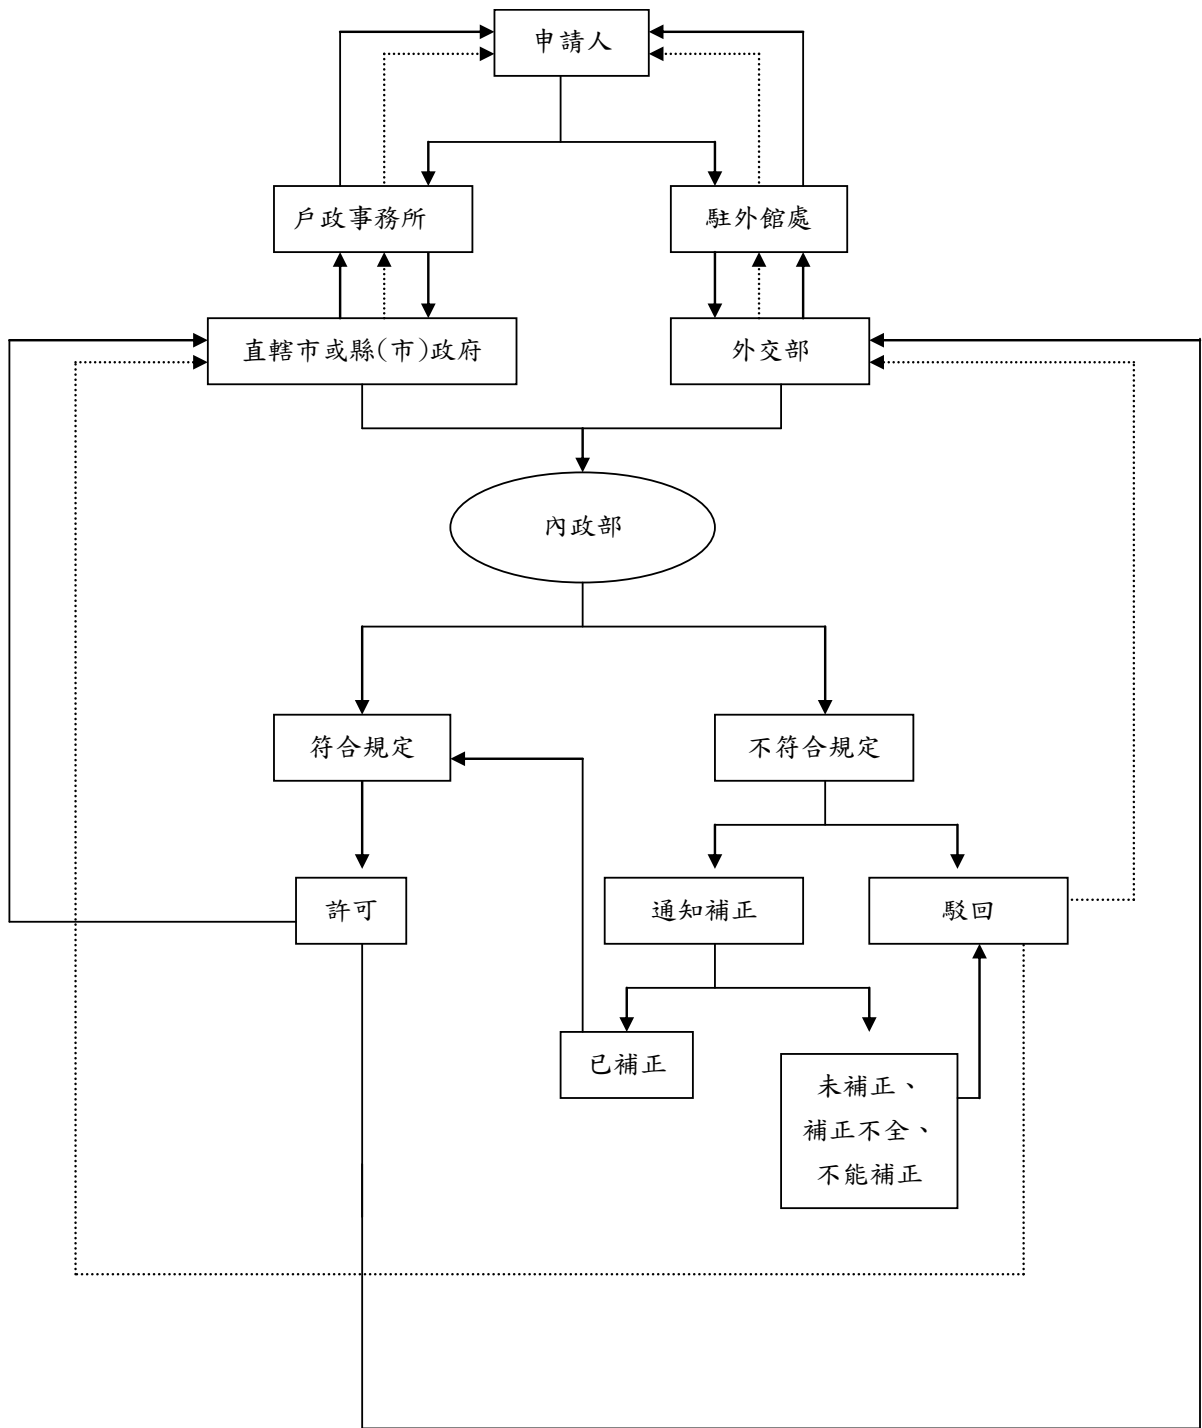 申請人
戶政事務所
駐外館處
直轄市或縣(市)政府
外交部
內政部
符合規定
不符合規定
許可
通知補正
駁回
已補正
未補正、
補正不全、
不能補正